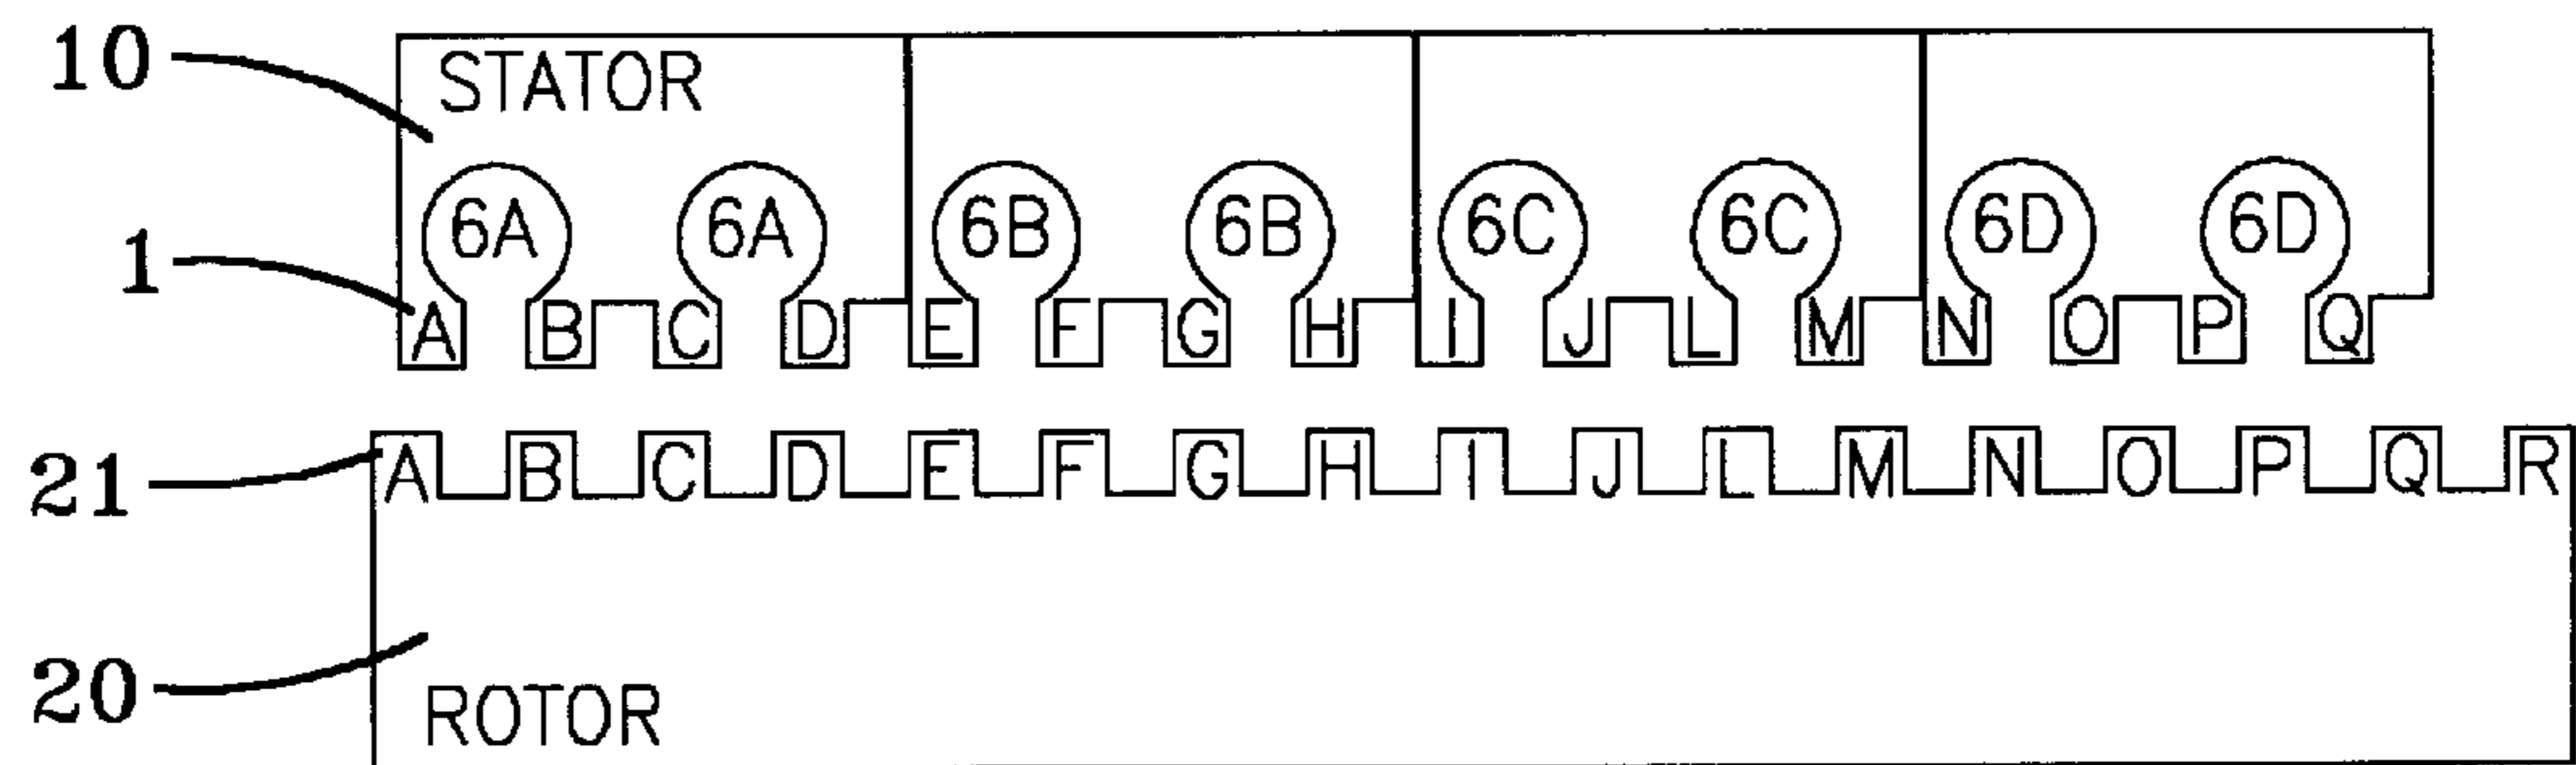 10
STATOR
6A 6A 6B 6B 6C 6C 6D 6D
1
A B C D E F G H I J L M N O P Q
21
A B C D E F G H I J L M N O P Q R
20
ROTOR